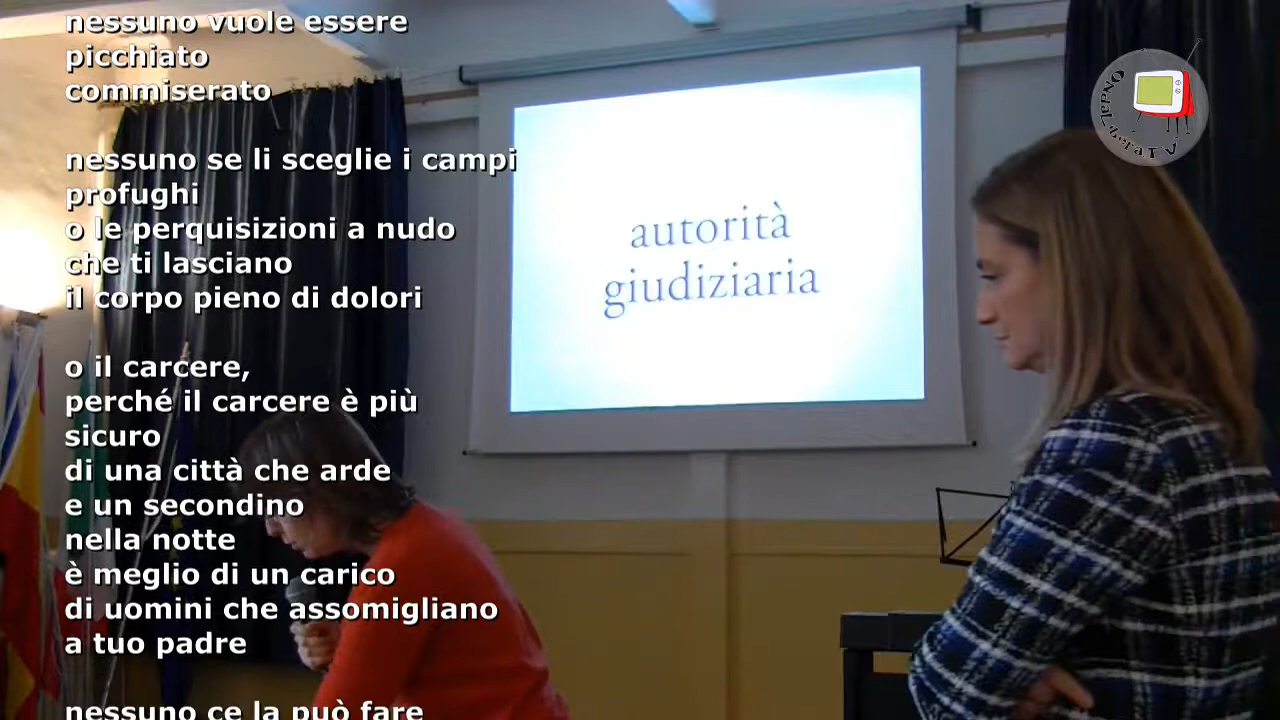 nessuno vuole essere
picchiato
commiserato
nessuno se li sceglie i campi
profughi
o le perquisizioni a nudo
che ti lasciano
il corpo pieno di dolori
o il carcere,
perché il carcere è più
sicuro
di una città che arde
e un secondino
nella notte
è meglio di un carico
di uomini che assomigliano
a tuo padre
nessuno ce la può fare
autorità
giudiziaria
OndaLiberaTV